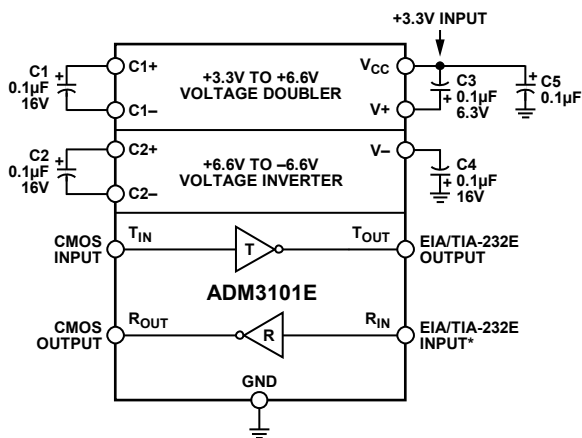 +3.3V INPUT
C1
0.1µF
16V
+
C1+
C1–
+3.3V TO +6.6V
VOLTAGE DOUBLER
VCC
V+
+
C3
0.1µF
6.3V
+
C5
0.1µF
C2
0.1µF
16V
+
C2+
C2–
+6.6V TO –6.6V
VOLTAGE INVERTER
V–
+
C4
0.1µF
16V
CMOS
INPUT
TIN
T
TOUT
EIA/TIA-232E
OUTPUT
ADM3101E
CMOS
OUTPUT
ROUT
R
RIN
EIA/TIA-232E
INPUT*
GND